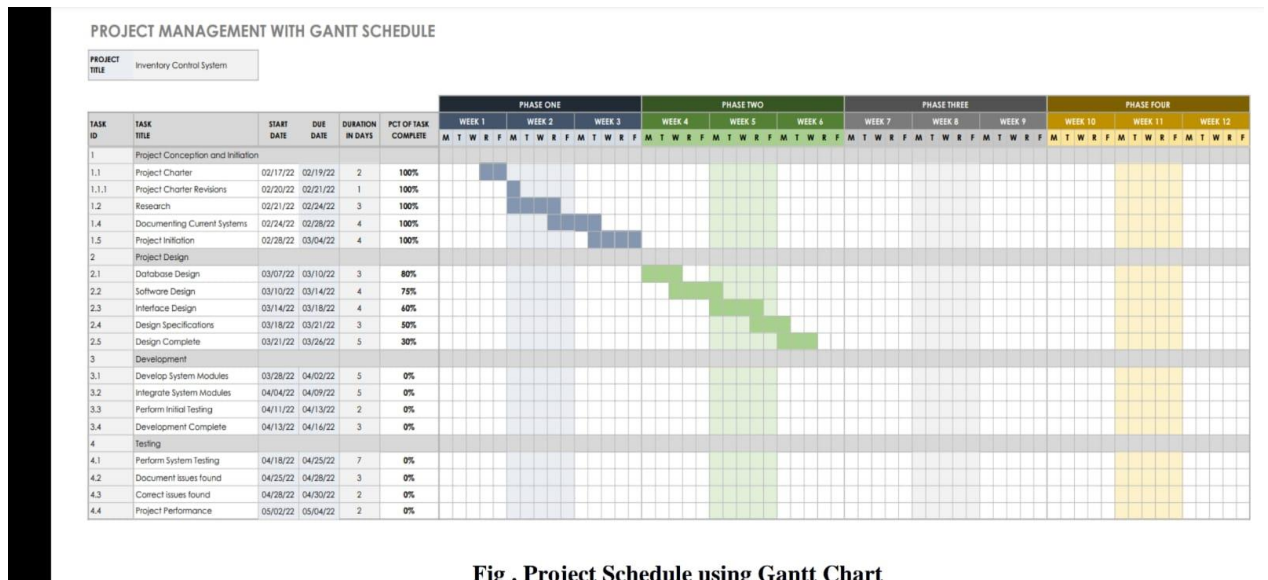 PROJECT MANAGEMENT WITH GANTT SCHEDULE
PROJECT TITLE Inventory Control System
PHASE ONE PHASE TWO PHASE THREE PHASE FOUR
TASK ID TASK TITLE START DATE DUE DATE DURATION IN DAYS PCT OF TASK COMPLETE WEEK 1 WEEK 2 WEEK 3 WEEK 4 WEEK 5 WEEK 6 WEEK 7 WEEK 8 WEEK 9 WEEK 10 WEEK 11 WEEK 12
M T W R F M T W R F M T W R F M T W R F M T W R F M T W R F M T W R F M T W R F M T W R F M T W R F M T W R F M T W R F
1 Project Conception and Initiation
1.1 Project Charter 02/17/22 02/19/22 2 100%
1.1.1 Project Charter Revisions 02/20/22 02/21/22 1 100%
1.2 Research 02/21/22 02/24/22 3 100%
1.4 Documenting Current Systems 02/24/22 02/28/22 4 100%
1.5 Project Initiation 02/28/22 03/04/22 4 100%
2 Project Design
2.1 Database Design 03/07/22 03/10/22 3 80%
2.2 Software Design 03/10/22 03/14/22 4 75%
2.3 Interface Design 03/14/22 03/18/22 4 60%
2.4 Design Specifications 03/18/22 03/21/22 3 50%
2.5 Design Complete 03/21/22 03/26/22 5 30%
3 Development
3.1 Develop System Modules 03/28/22 04/02/22 5 0%
3.2 Integrate System Modules 04/04/22 04/09/22 5 0%
3.3 Perform Initial Testing 04/11/22 04/13/22 2 0%
3.4 Development Complete 04/13/22 04/16/22 3 0%
4 Testing
4.1 Perform System Testing 04/18/22 04/25/22 7 0%
4.2 Document issues found 04/25/22 04/28/22 3 0%
4.3 Correct issues found 04/28/22 04/30/22 2 0%
4.4 Project Performance 05/02/22 05/04/22 2 0%
Fig . Project Schedule using Gantt Chart